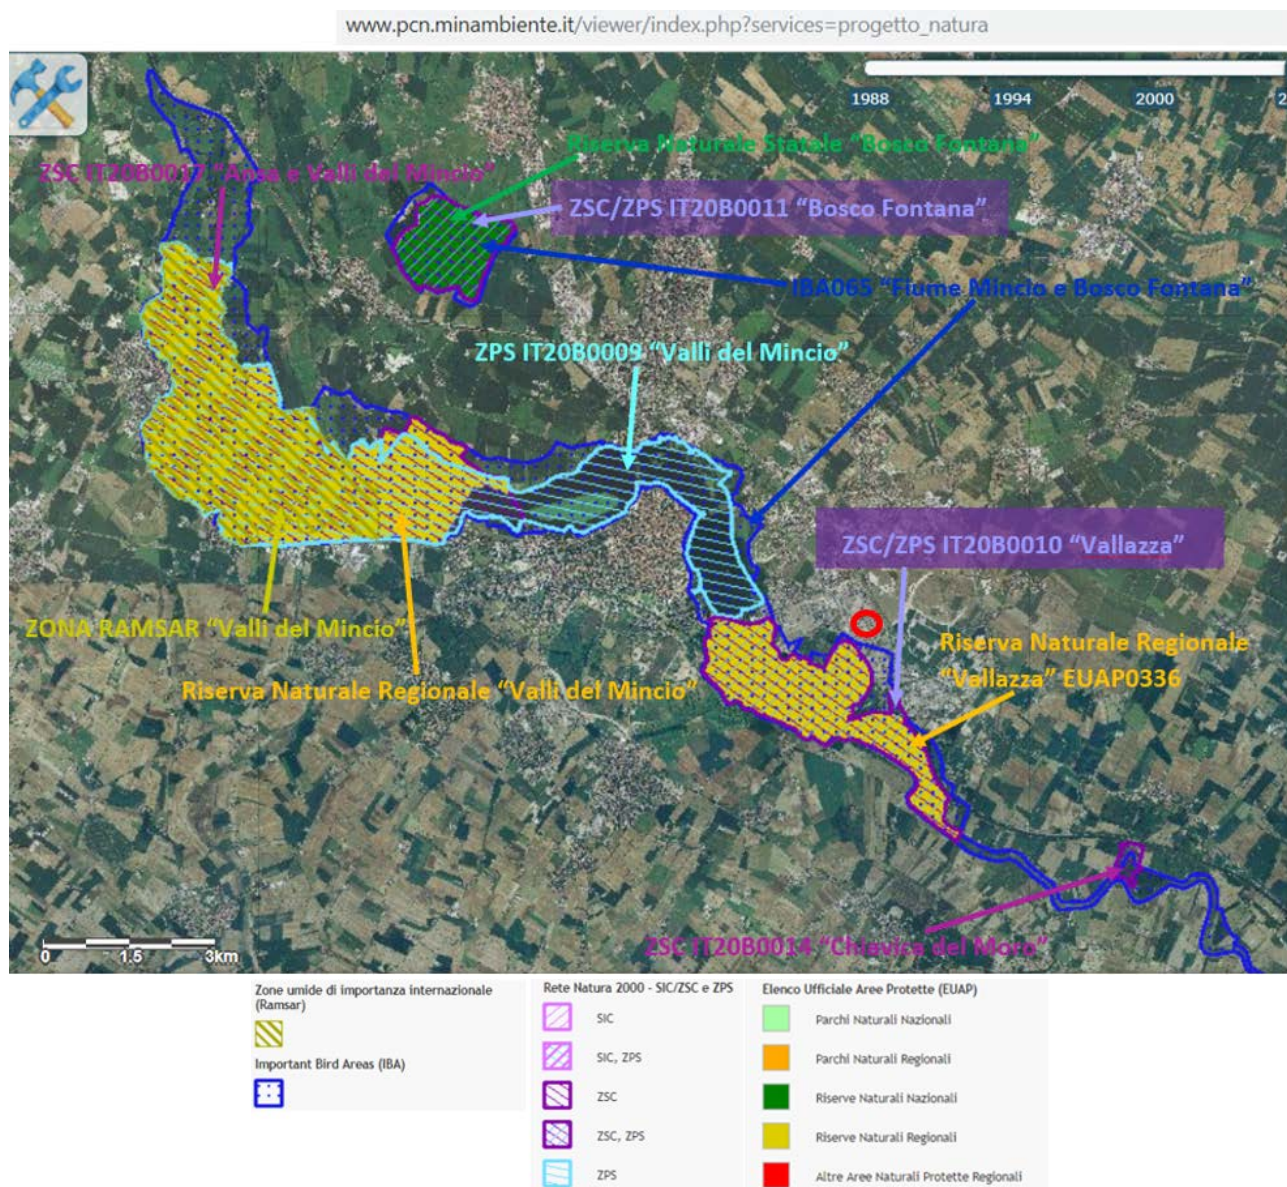 www.pcn.minambiente.it/viewer/index.php?services=progetto_natura
1988
1994
2000
2
Riserva Naturale Statale "Bosco Fontana"
ZSC IT20B0017 "Ansa e Valli del Mincio"
ZSC/ZPS IT20B0011 "Bosco Fontana"
IBA065 "Fiume Mincio e Bosco Fontana"
ZPS IT20B0009 "Valli del Mincio"
ZSC/ZPS IT20B0010 "Vallazza"
ZONA RAMSAR "Valli del Mincio"
Riserva Naturale Regionale
"Vallazza" EUAP0336
Riserva Naturale Regionale "Valli del Mincio"
ZSC IT20B0014 "Chiavica del Moro"
0 1.5 3km
Zone umide di importanza internazionale
(Ramsar)
Important Bird Areas (IBA)
Rete Natura 2000 - SIC/ZSC e ZPS
SIC
SIC, ZPS
ZSC
ZSC, ZPS
ZPS
Elenco Ufficiale Aree Protette (EUAP)
Parchi Naturali Nazionali
Parchi Naturali Regionali
Riserve Naturali Nazionali
Riserve Naturali Regionali
Altre Aree Naturali Protette Regionali